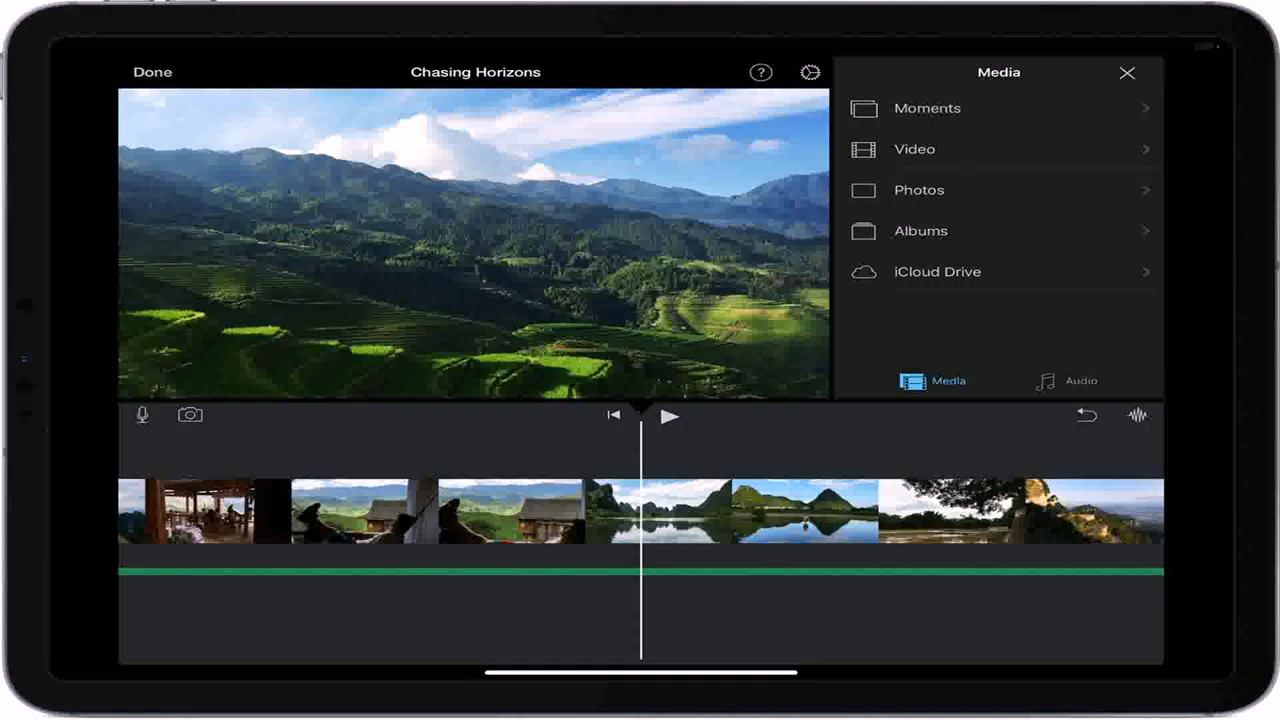 Done
Chasing Horizons
?
Media
Moments
Video
Photos
Albums
iCloud Drive
Media
Audio